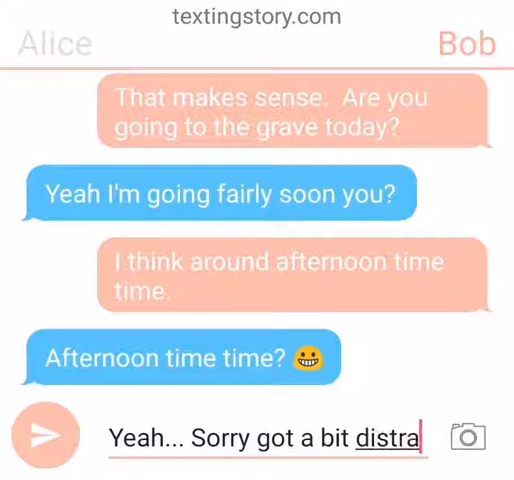 textingstory.com
Alice
Bob
That makes sense.  Are you
going to the grave today?
Yeah I'm going fairly soon you?
I think around afternoon time
time.
Afternoon time time? 😀
Yeah... Sorry got a bit distra